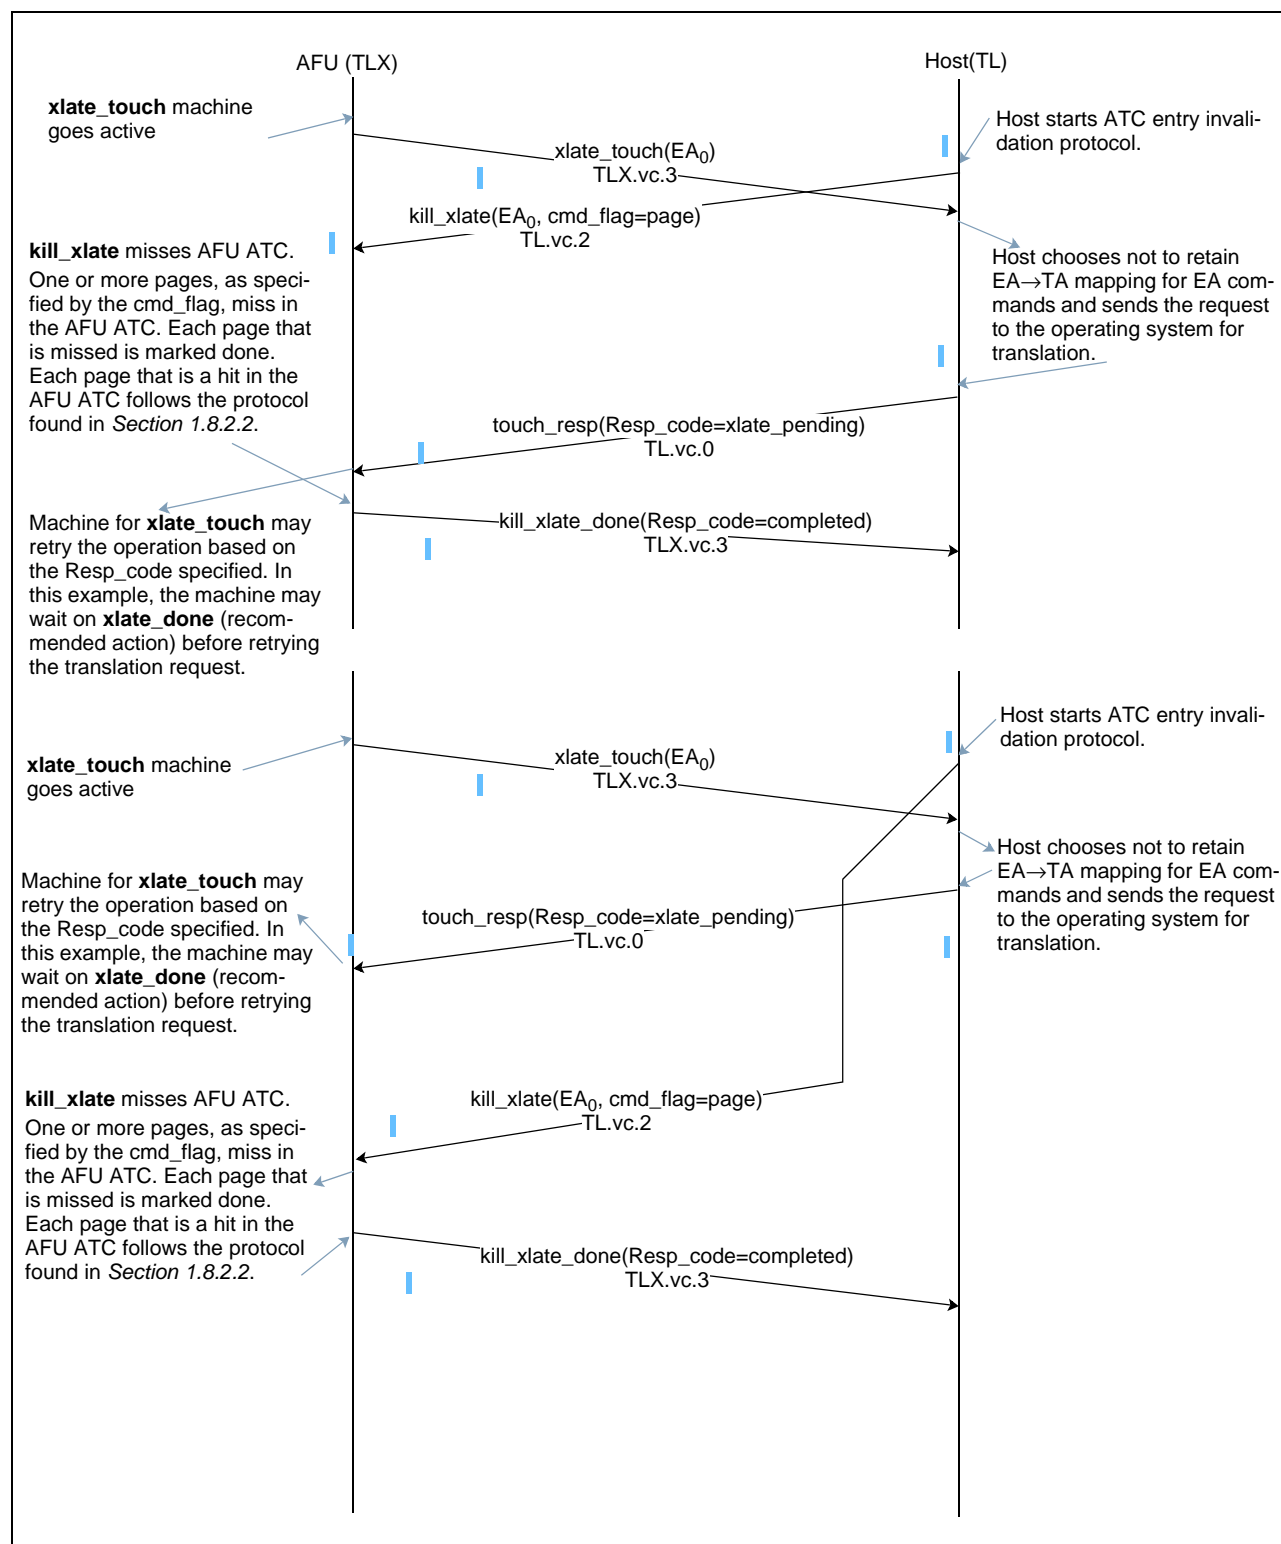 AFU (TLX)
Host(TL)
xlate_touch machine
goes active
Host starts ATC entry invali-
dation protocol.
xlate_touch(EA0)
TLX.vc.3
kill_xlate(EA0, cmd_flag=page)
TL.vc.2
kill_xlate misses AFU ATC.
One or more pages, as speci-
fied by the cmd_flag, miss in
the AFU ATC. Each page that
is missed is marked done.
Each page that is a hit in the
AFU ATC follows the protocol
found in Section 1.8.2.2.
Host chooses not to retain
EA→TA mapping for EA com-
mands and sends the request
to the operating system for
translation.
touch_resp(Resp_code=xlate_pending)
TL.vc.0
kill_xlate_done(Resp_code=completed)
TLX.vc.3
Machine for xlate_touch may
retry the operation based on
the Resp_code specified. In
this example, the machine may
wait on xlate_done (recom-
mended action) before retrying
the translation request.
Host starts ATC entry invali-
dation protocol.
xlate_touch machine
goes active
xlate_touch(EA0)
TLX.vc.3
Host chooses not to retain
EA→TA mapping for EA com-
mands and sends the request
to the operating system for
translation.
Machine for xlate_touch may
retry the operation based on
the Resp_code specified. In
this example, the machine may
wait on xlate_done (recom-
mended action) before retrying
the translation request.
touch_resp(Resp_code=xlate_pending)
TL.vc.0
kill_xlate(EA0, cmd_flag=page)
TL.vc.2
kill_xlate misses AFU ATC.
One or more pages, as speci-
fied by the cmd_flag, miss in
the AFU ATC. Each page that
is missed is marked done.
Each page that is a hit in the
AFU ATC follows the protocol
found in Section 1.8.2.2.
kill_xlate_done(Resp_code=completed)
TLX.vc.3